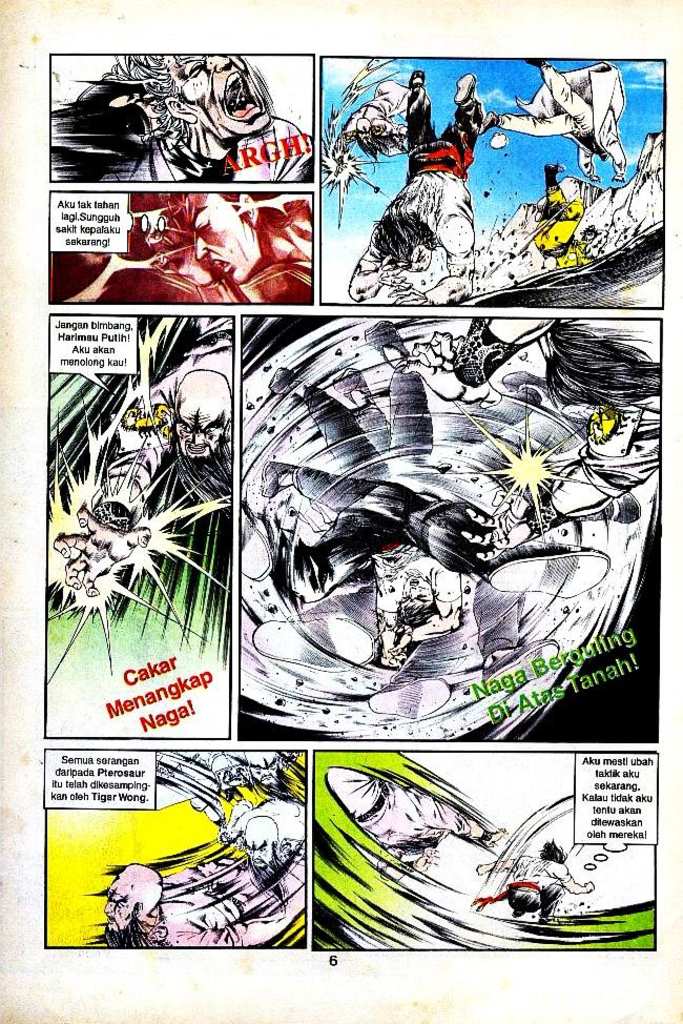 ARGH!
Aku tak tahan
lagi.Sungguh
sakit kepalaku
sekarang!
Jangan bimbang,
Harimau Putih!
Aku akan
menolong kau!
Cakar
Menangkap
Naga!
Naga Berguling
Di Atas Tanah!
Semua serangan
daripada Pterosaur
itu telah dikesamping-
kan oleh Tiger Wong.
Aku mesti ubah
taktik aku
sekarang,
Kalau tidak aku
tentu akan
ditewaskan
oleh mereka!
6